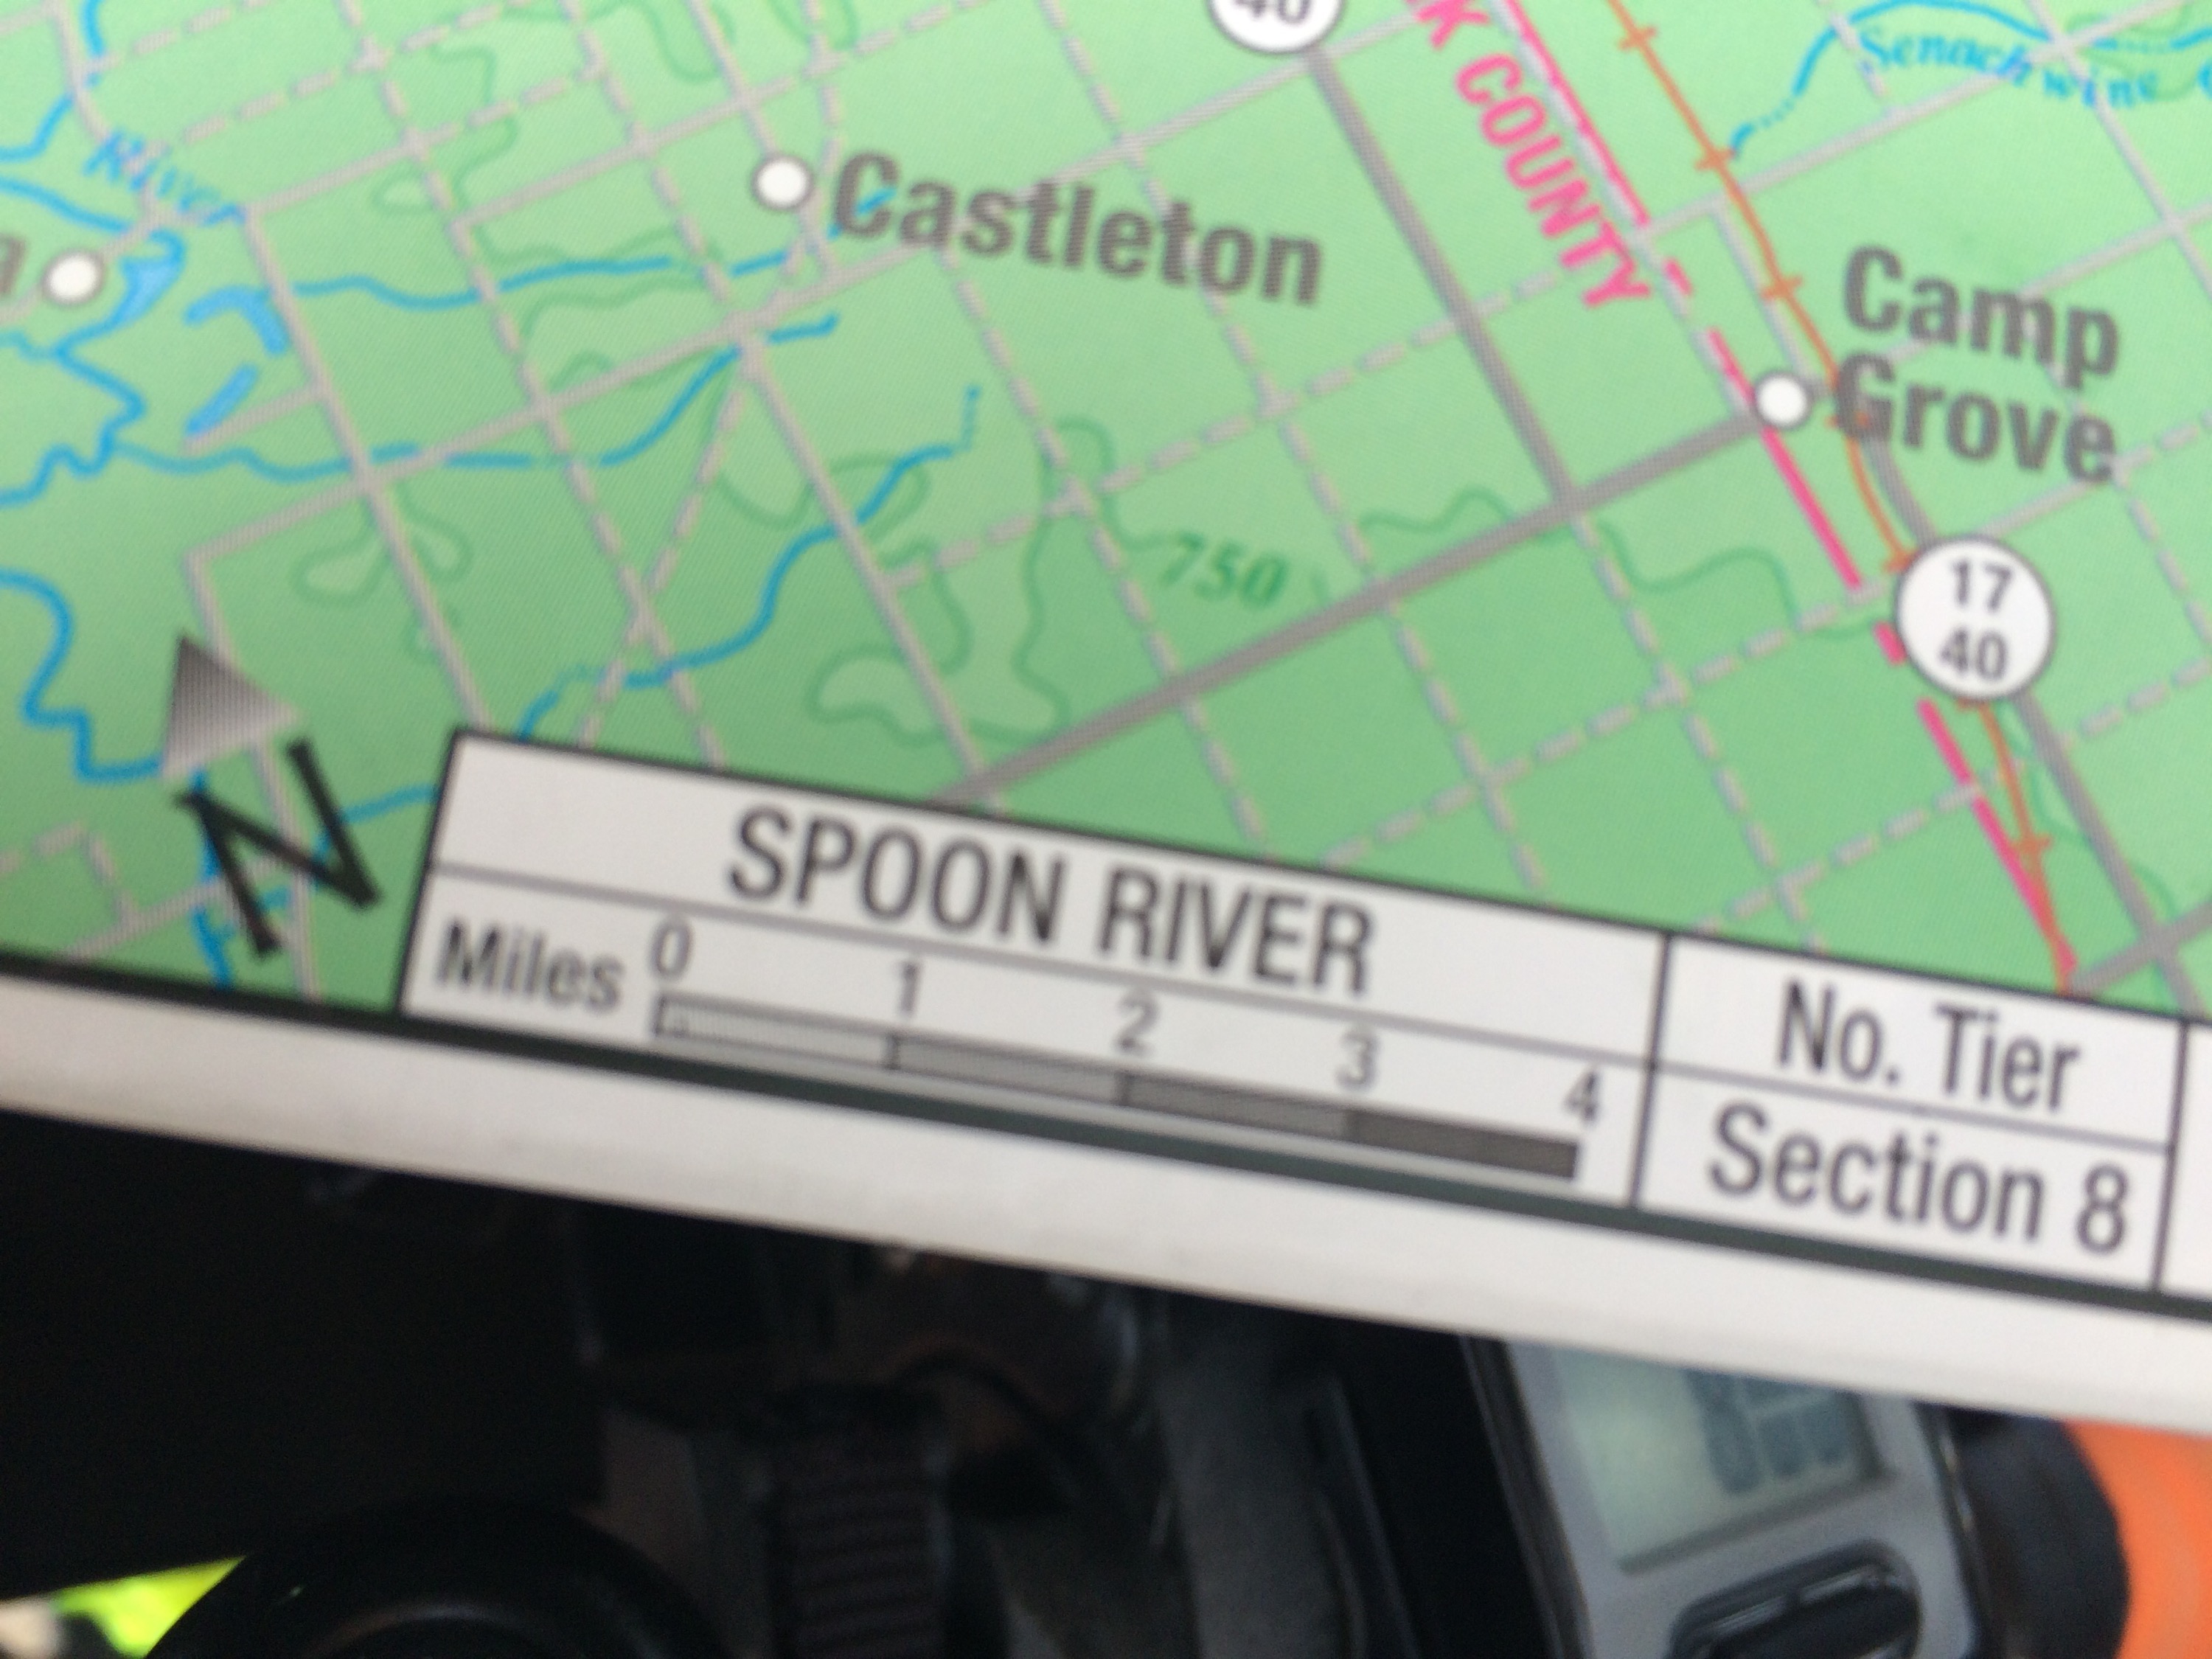 40
K COUNTY
Senachwine
River
Castleton
Camp
Grove
750
17
40
N
SPOON RIVER
No. Tier
Miles 0 1 2 3 4
Section 8